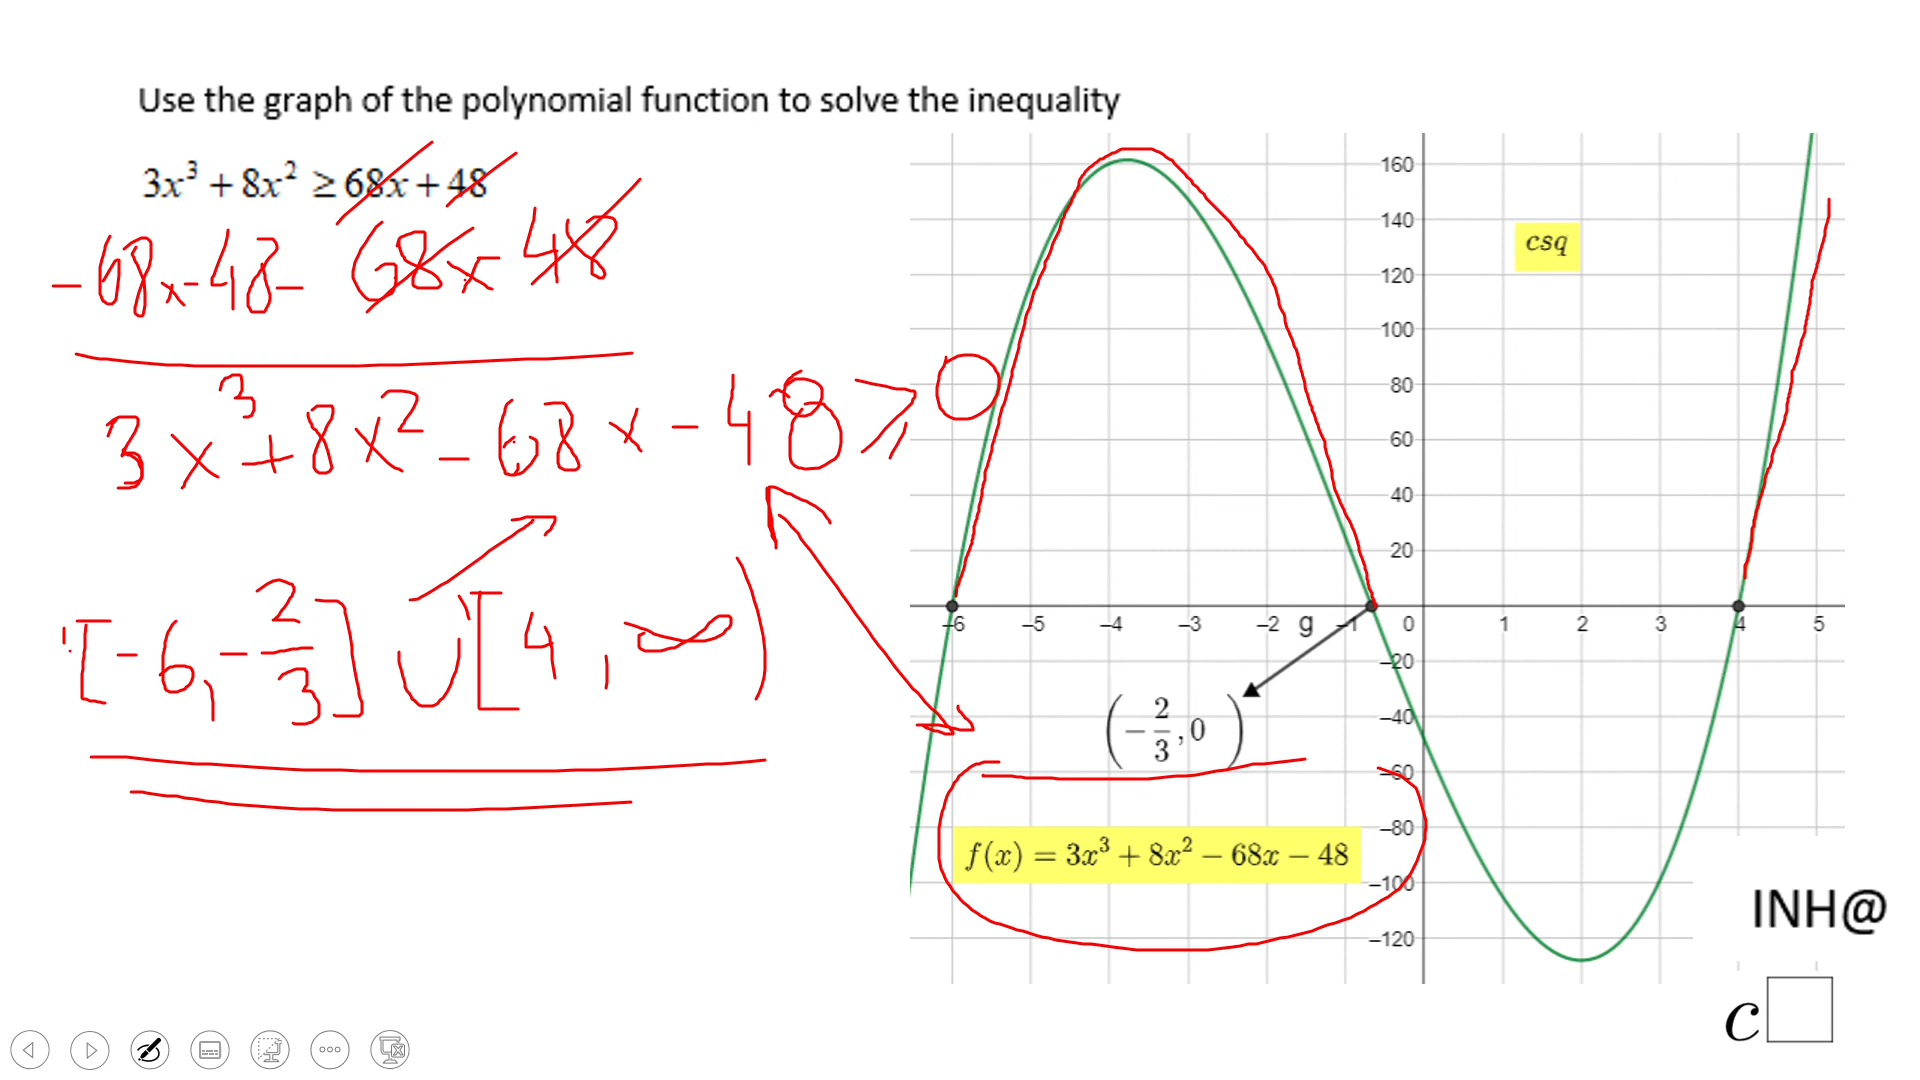 Use the graph of the polynomial function to solve the inequality
3x³ + 8x² ≥ 68x + 48
-68x-48- 68x 48
3x³+8x²-68x-48≥0
[-6,-2/3]∪[4,∞)
160
140
120
100
80
60
40
20
-6 -5 -4 -3 -2 g -1 0 1 2 3 4 5
-20
-40
-60
-80
-100
-120
csq
(-2/3, 0)
f(x) = 3x³ + 8x² - 68x - 48
INH@
c